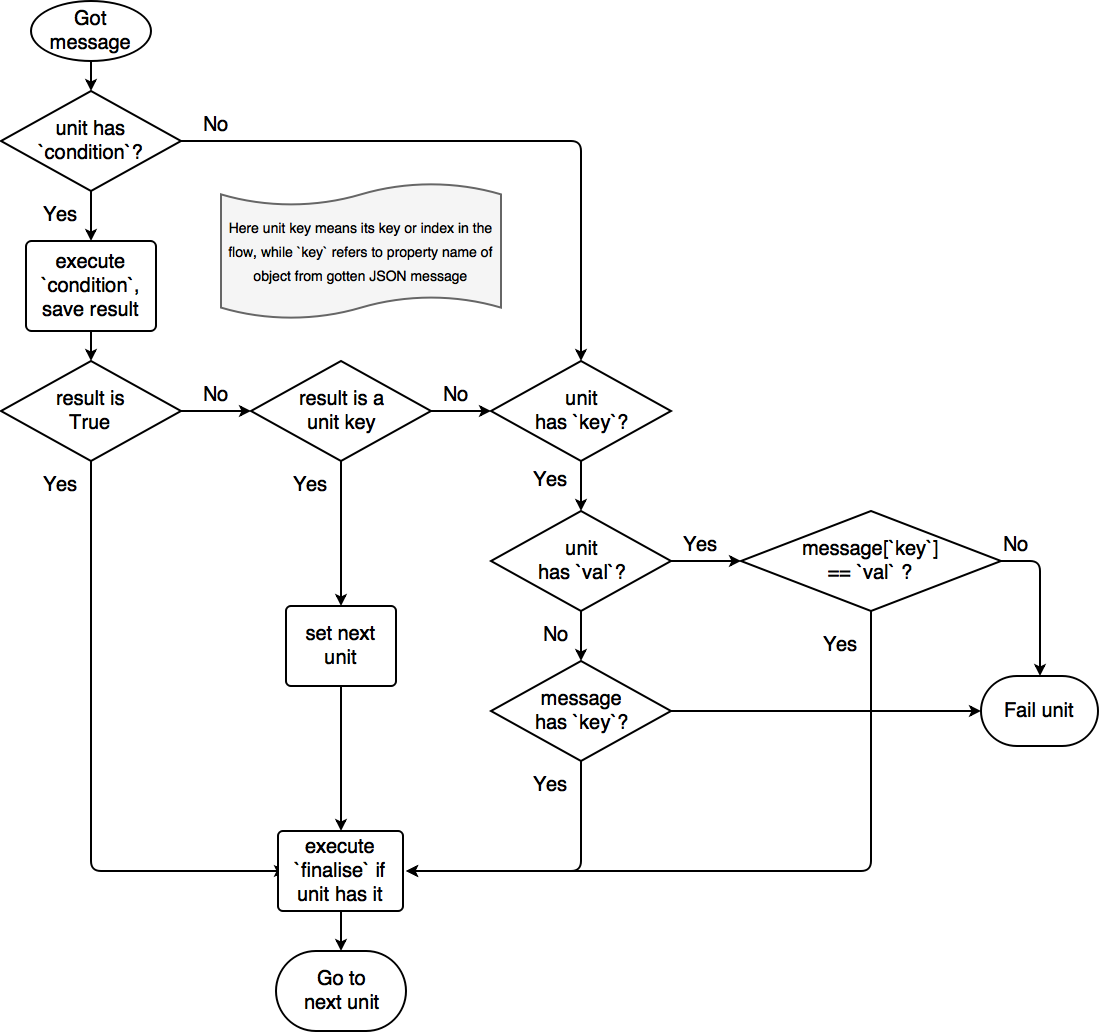 Got
message
unit has
`condition`?
No
Yes
Here unit key means its key or index in the
flow, while `key` refers to property name of
object from gotten JSON message
execute
`condition`,
save result
result is
True
No
result is a
unit key
No
unit
has `key`?
Yes
Yes
Yes
unit
has `val`?
Yes
message[`key`]
== `val` ?
No
set next
unit
No
Yes
message
has `key`?
Fail unit
Yes
execute
`finalise` if
unit has it
Go to
next unit